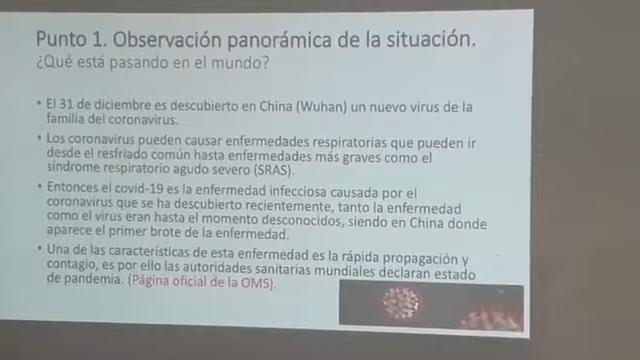 Punto 1. Observación panorámica de la situación.
¿Qué está pasando en el mundo?
• El 31 de diciembre es descubierto en China (Wuhan) un nuevo virus de la
familia del coronavirus.
• Los coronavirus pueden causar enfermedades respiratorias que pueden ir
desde el resfriado común hasta enfermedades más graves como el
síndrome respiratorio agudo severo (SRAS).
• Entonces el covid-19 es la enfermedad infecciosa causada por el
coronavirus que se ha descubierto recientemente, tanto la enfermedad
como el virus eran hasta el momento desconocidos, siendo en China donde
aparece el primer brote de la enfermedad.
• Una de las características de esta enfermedad es la rápida propagación y
contagio, es por ello las autoridades sanitarias mundiales declaran estado
de pandemia. (Página oficial de la OMS).